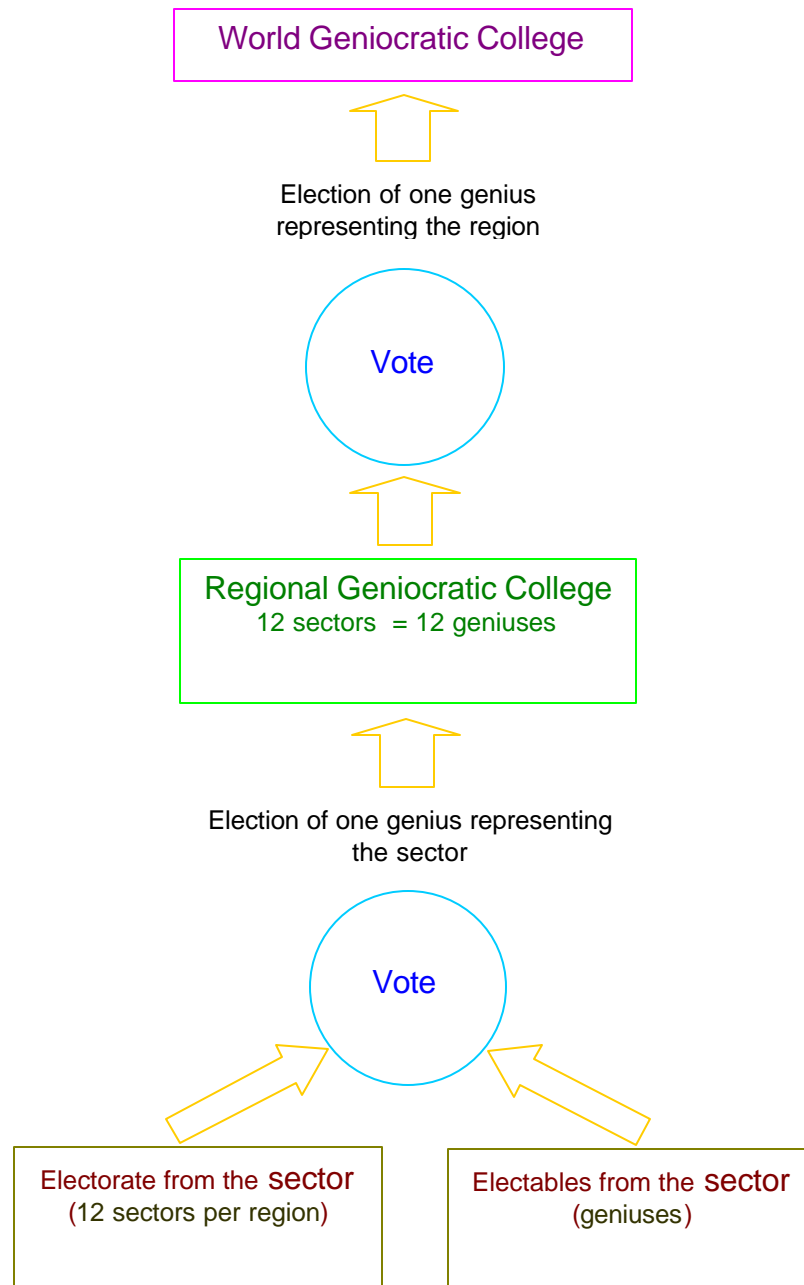 World Geniocratic College
Election of one genius
representing the region
Vote
Regional Geniocratic College
12 sectors = 12 geniuses
Election of one genius representing
the sector
Vote
Electorate from the sector
(12 sectors per region)
Electables from the sector
(geniuses)